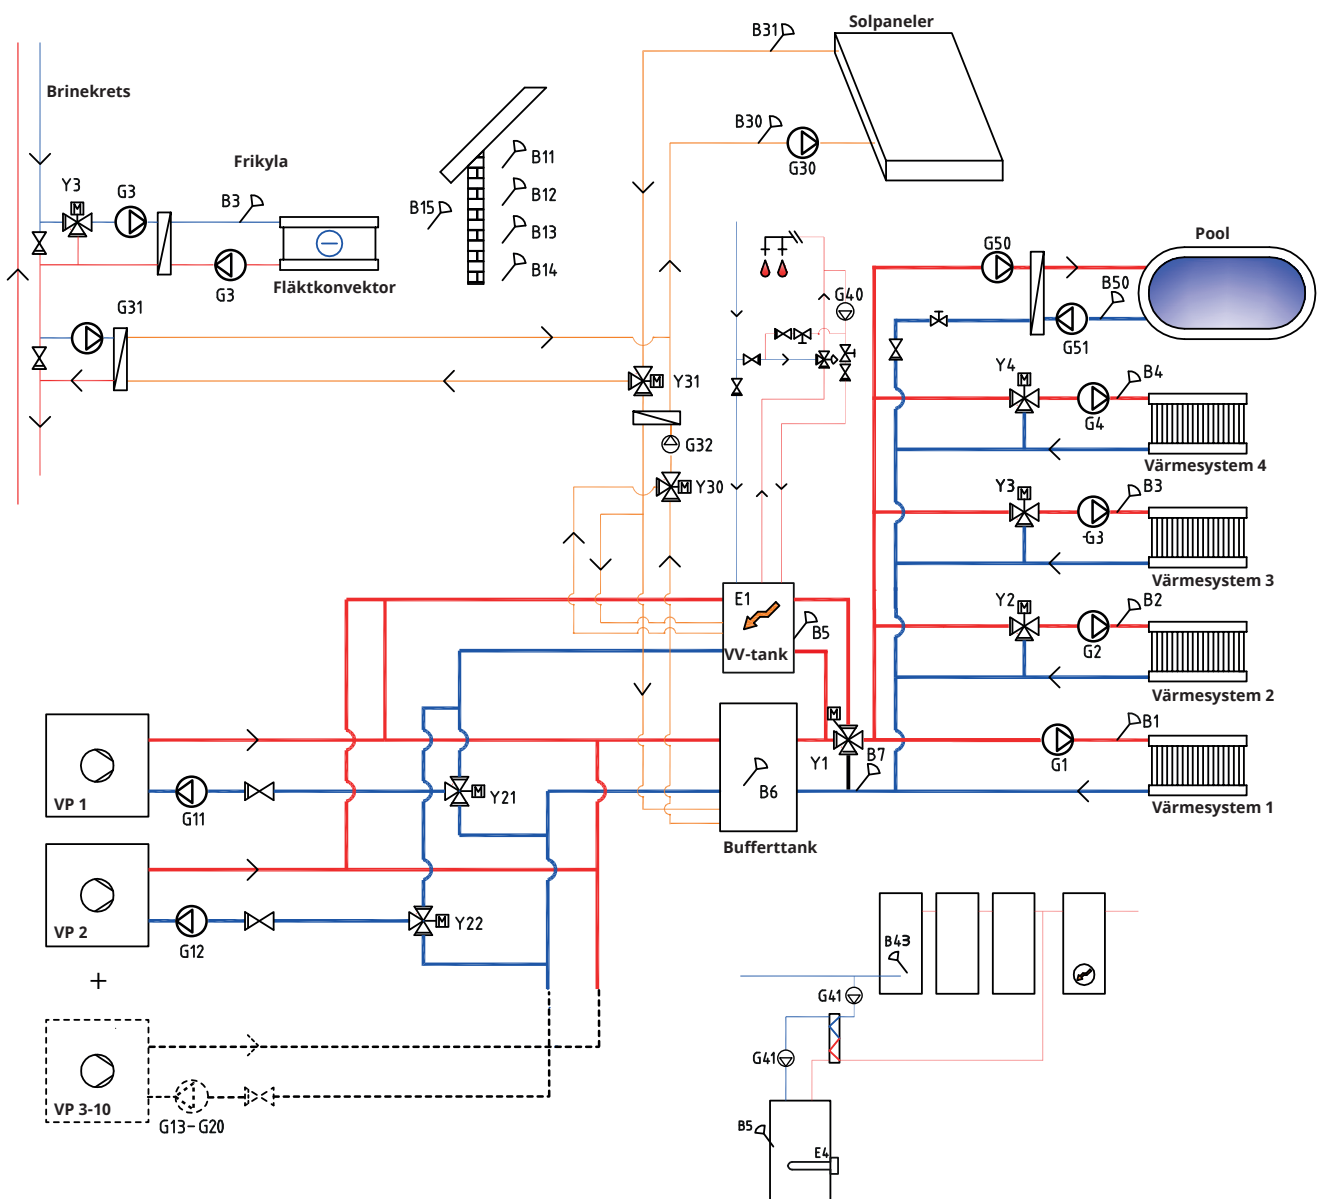 Solpaneler
B31
Brinekrets
B30
G30
Frikyla
B11
Y3
G3
B12
B3
B15
B13
Pool
G50
B14
G3
Fläktkonvektor
B50
G40
G31
G51
Y4
B4
Y31
G4
G32
Värmesystem 4
Y30
Y3
B3
-G3
Värmesystem 3
E1
Y2
B2
B5
G2
VV-tank
Värmesystem 2
M
B1
Y1
B7
G1
VP 1
G11
Y21
B6
Värmesystem 1
Bufferttank
VP 2
G12
Y22
B43
+
G41
G41
VP 3-10
G13-G20
B5
E4
M
M
M
M
M
M
M
M